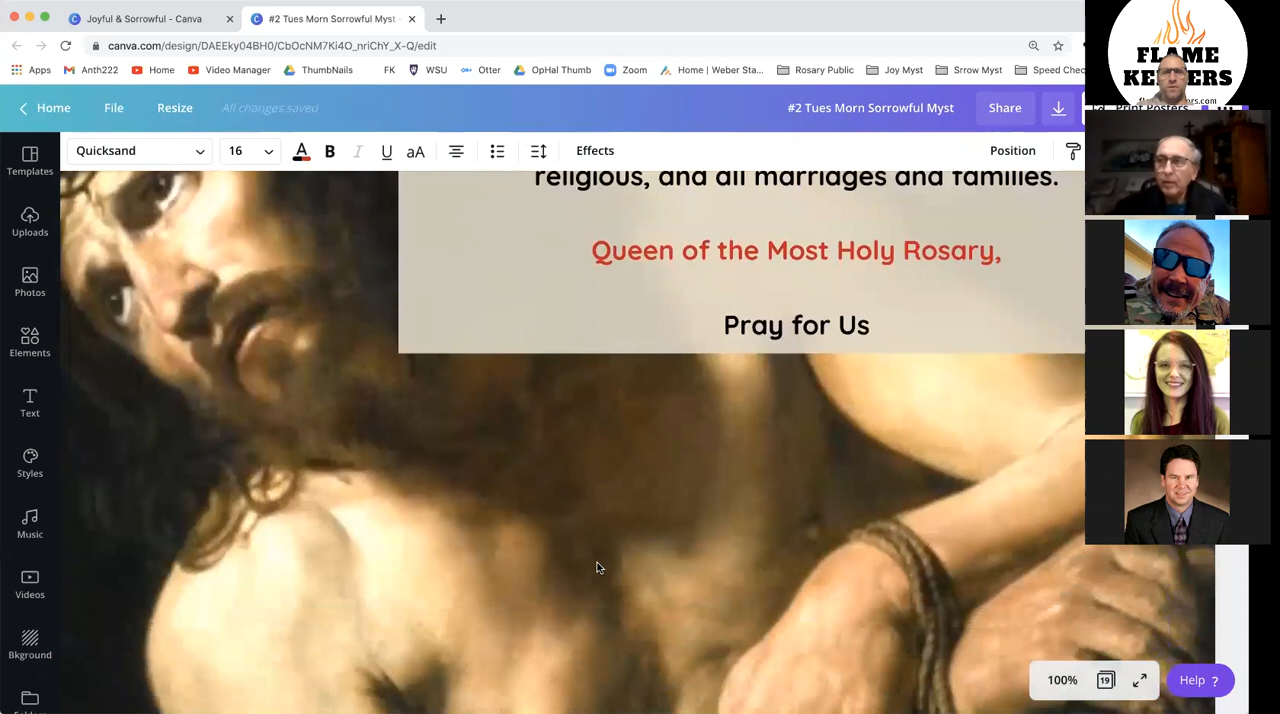 Joyful & Sorrowful - Canva
#2 Tues Morn Sorrowful Myst -
canva.com/design/DAEEky04BH0/CbOcNM7Ki4O_nriChY_X-Q/edit
Apps
Anth222
Home
Video Manager
ThumbNails
FK
WSU
Otter
OpHal Thumb
Zoom
Home | Weber Sta...
Rosary Public
Joy Myst
Srrow Myst
Speed Chec
Home
File
Resize
All changes saved
#2 Tues Morn Sorrowful Myst
Share
Print Posters
Quicksand
16
A
B
I
U
aA
Effects
Position
Templates
Uploads
Photos
Elements
Text
Styles
Music
Videos
Bkground
religious, and all marriages and families.
Queen of the Most Holy Rosary,
Pray for Us
100%
19
Help ?
FLAME